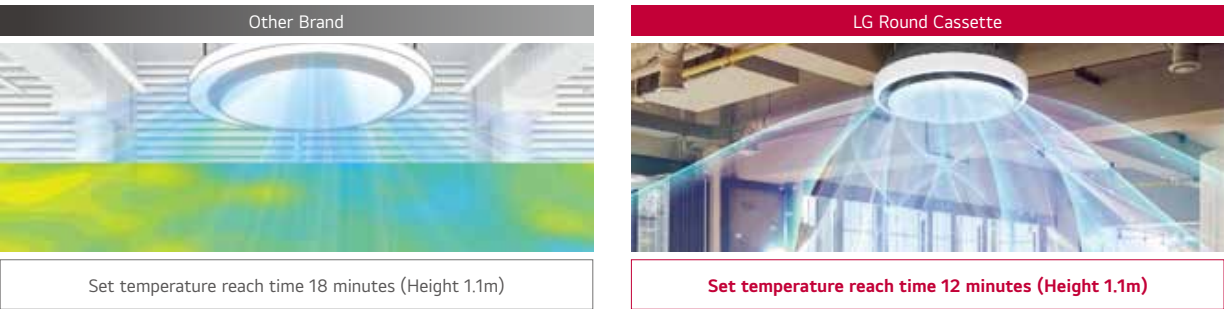 Other Brand
LG Round Cassette
Set temperature reach time 18 minutes (Height 1.1m)
Set temperature reach time 12 minutes (Height 1.1m)